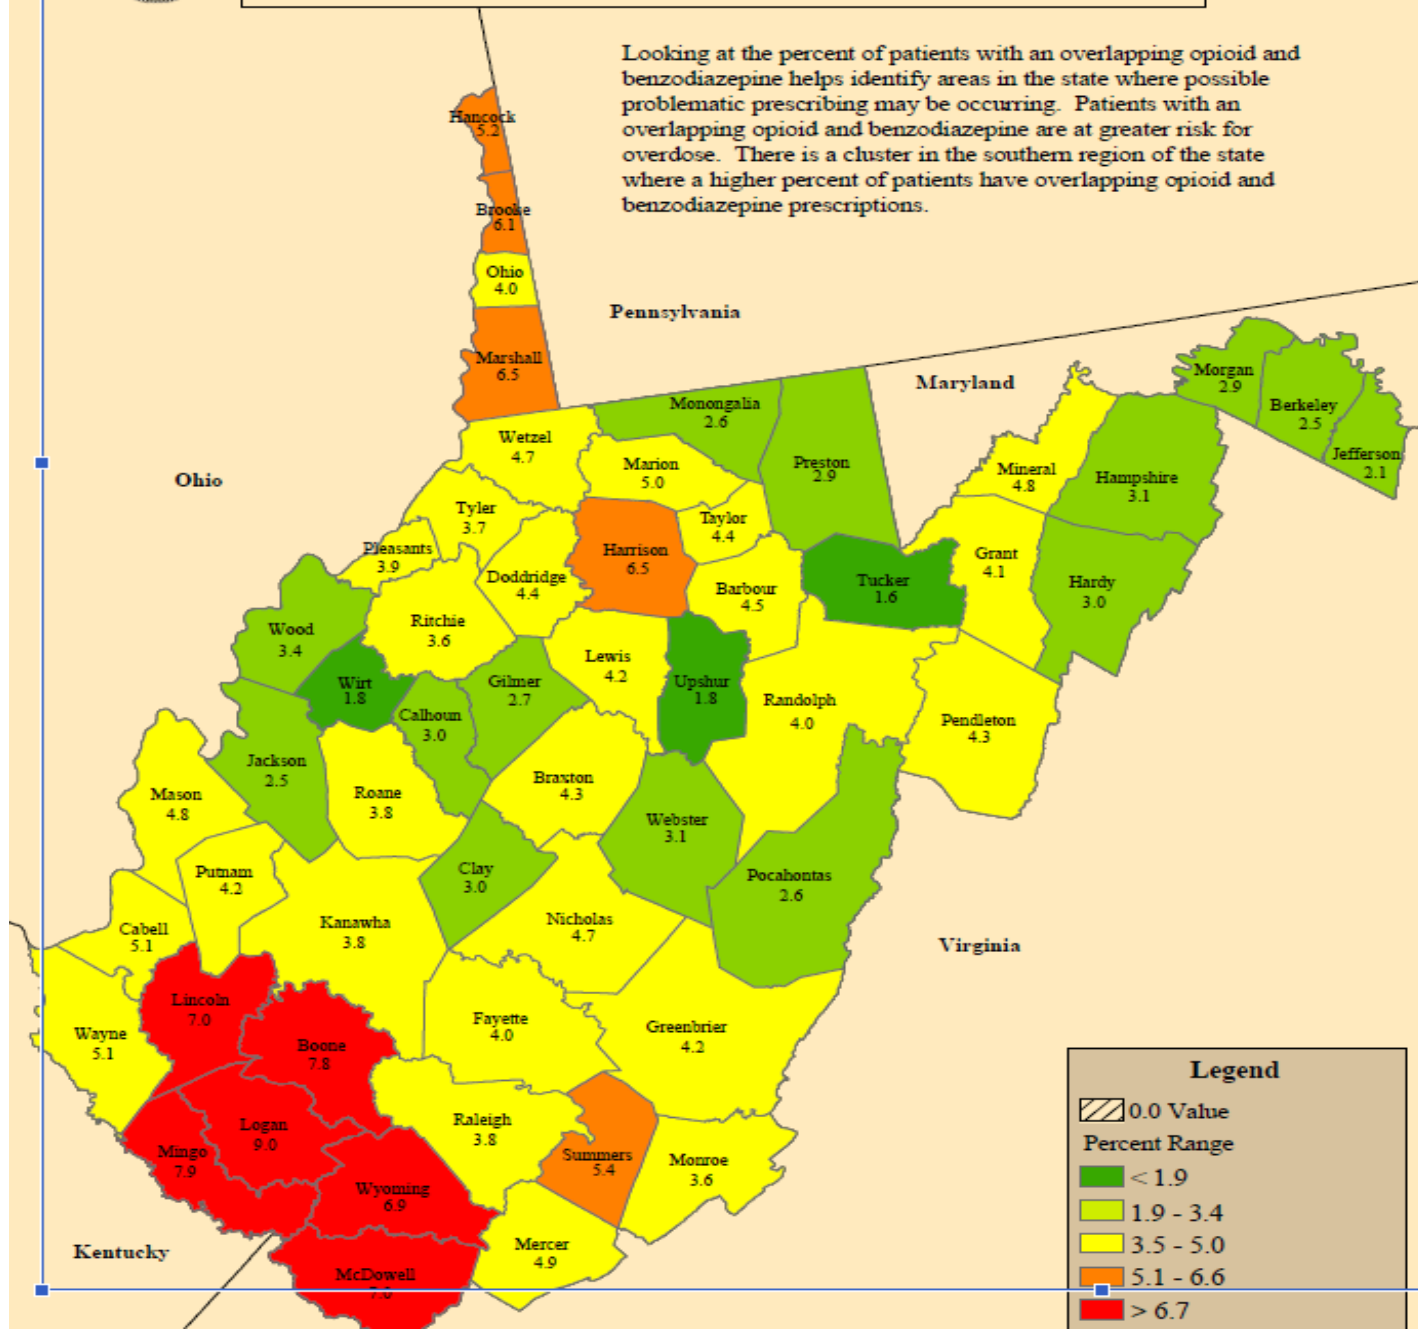 Looking at the percent of patients with an overlapping opioid and
benzodiazepine helps identify areas in the state where possible
problematic prescribing may be occurring.  Patients with an
overlapping opioid and benzodiazepine are at greater risk for
overdose.  There is a cluster in the southern region of the state
where a higher percent of patients have overlapping opioid and
benzodiazepine prescriptions.
Hancock
5.2
Brooke
6.1
Ohio
4.0
Pennsylvania
Marshall
6.5
Maryland
Morgan
2.9
Berkeley
2.5
Jefferson
2.1
Monongalia
2.6
Wetzel
4.7
Marion
5.0
Preston
2.9
Mineral
4.8
Hampshire
3.1
Ohio
Tyler
3.7
Taylor
4.4
Pleasants
3.9
Harrison
6.5
Doddridge
4.4
Barbour
4.5
Tucker
1.6
Grant
4.1
Hardy
3.0
Wood
3.4
Ritchie
3.6
Lewis
4.2
Wirt
1.8
Gilmer
2.7
Upshur
1.8
Randolph
4.0
Calhoun
3.0
Pendleton
4.3
Jackson
2.5
Roane
3.8
Braxton
4.3
Mason
4.8
Webster
3.1
Putnam
4.2
Clay
3.0
Pocahontas
2.6
Cabell
5.1
Kanawha
3.8
Nicholas
4.7
Virginia
Lincoln
7.0
Wayne
5.1
Boone
7.8
Fayette
4.0
Greenbrier
4.2
Logan
9.0
Raleigh
3.8
Mingo
7.9
Summers
5.4
Monroe
3.6
Wyoming
6.9
Kentucky
Mercer
4.9
McDowell
7.0
Legend
0.0 Value
Percent Range
< 1.9
1.9 - 3.4
3.5 - 5.0
5.1 - 6.6
> 6.7